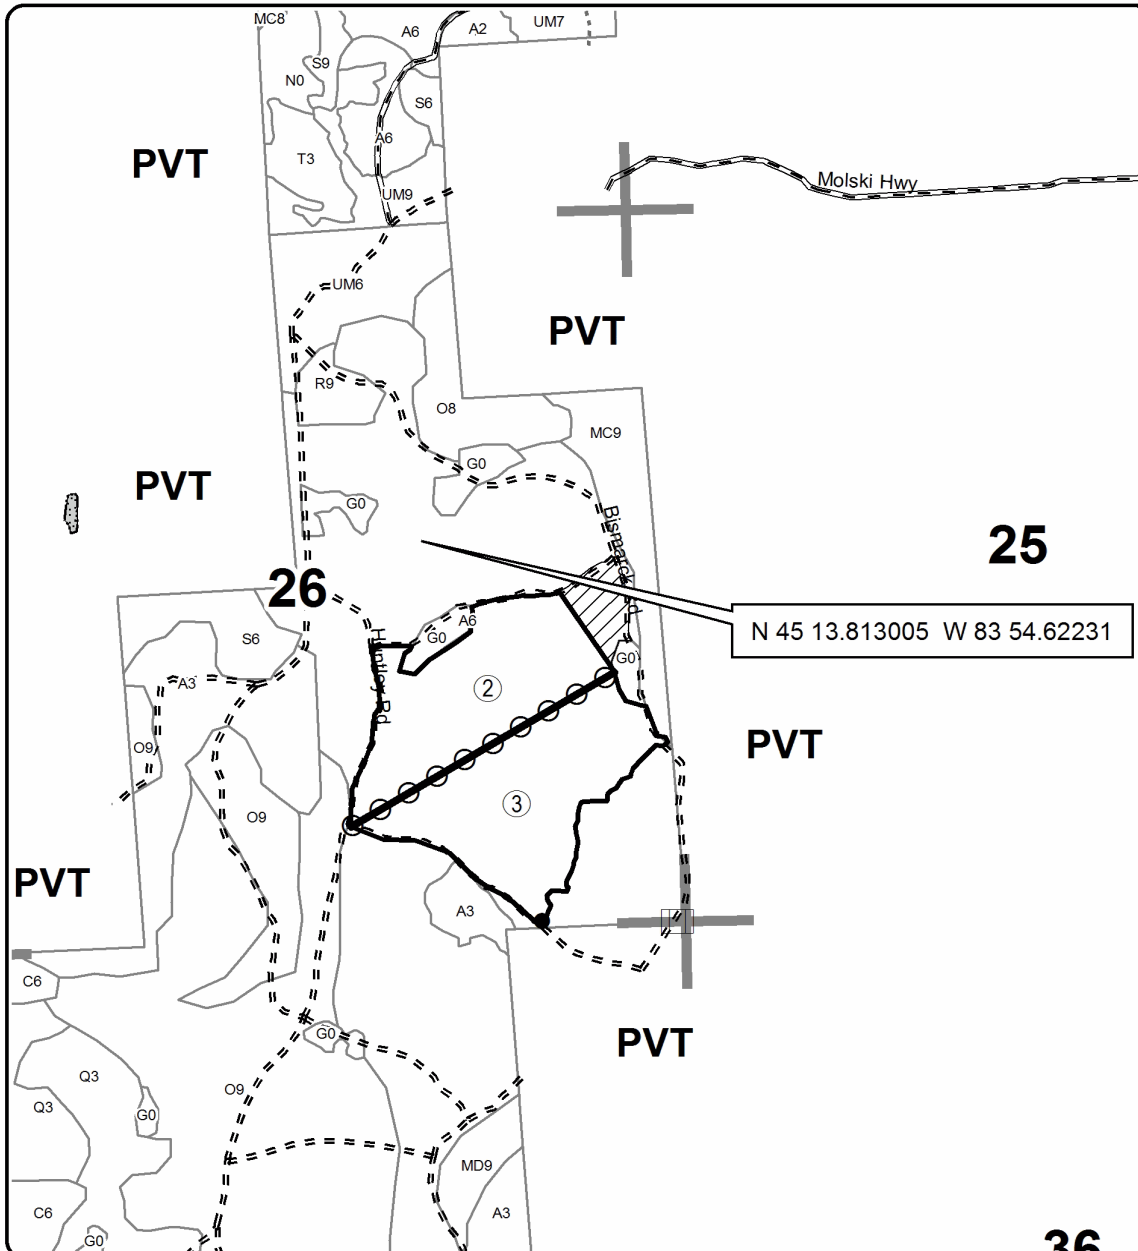 MC8
A6
A2
UM7
S9
N0
S6
A6
T3
PVT
Molski Hwy
UM9
UM6
PVT
R9
O8
MC9
G0
PVT
G0
Bismarck Rd
25
26
A6
N 45 13.813005 W 83 54.62231
G0
S6
Huntley Rd
G0
A3
2
PVT
O9
3
O9
PVT
A3
C6
G0
PVT
Q3
O9
Q3
G0
MD9
C6
A3
G0
36